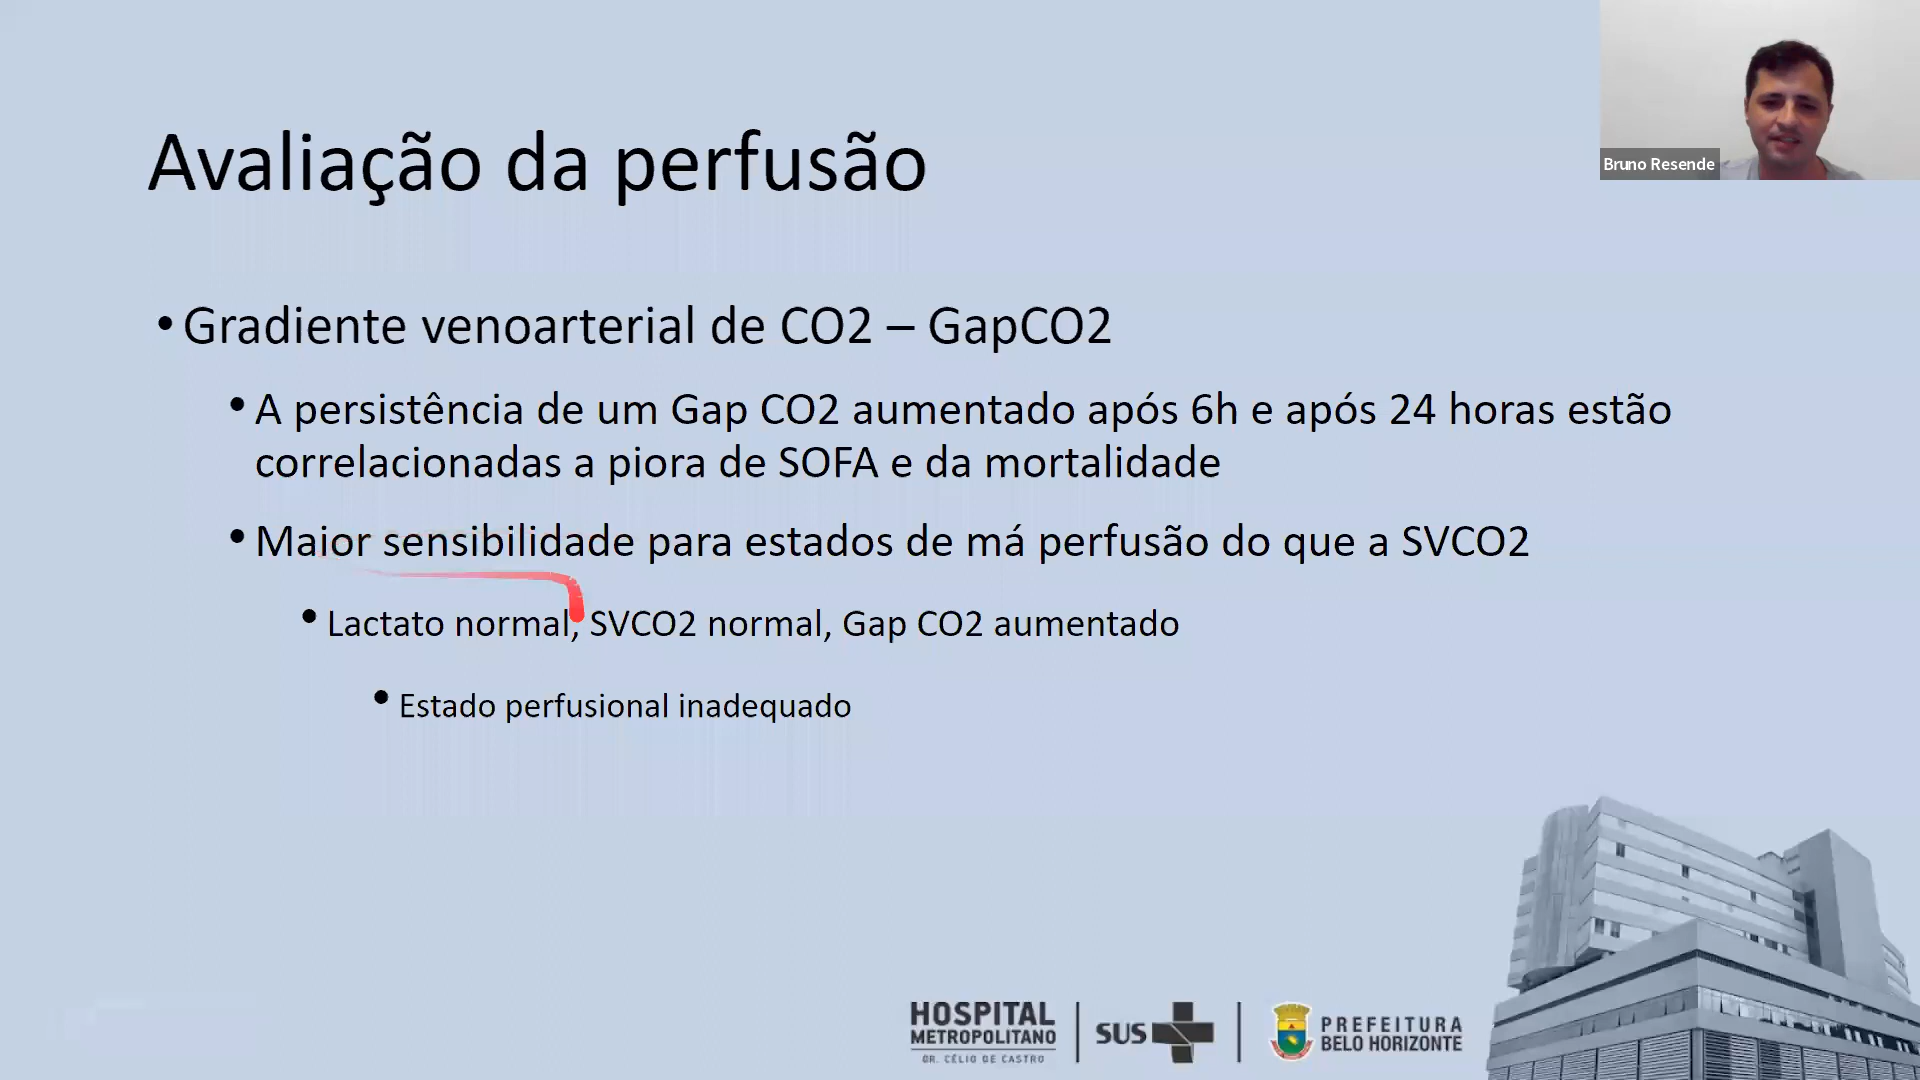 Bruno Resende
Avaliação da perfusão
• Gradiente venoarterial de CO2 – GapCO2
• A persistência de um Gap CO2 aumentado após 6h e após 24 horas estão
correlacionadas a piora de SOFA e da mortalidade
• Maior sensibilidade para estados de má perfusão do que a SVCO2
• Lactato normal, SVCO2 normal, Gap CO2 aumentado
• Estado perfusional inadequado
HOSPITAL
METROPOLITANO
DR. CÉLIO DE CASTRO
SUS
PREFEITURA
BELO HORIZONTE